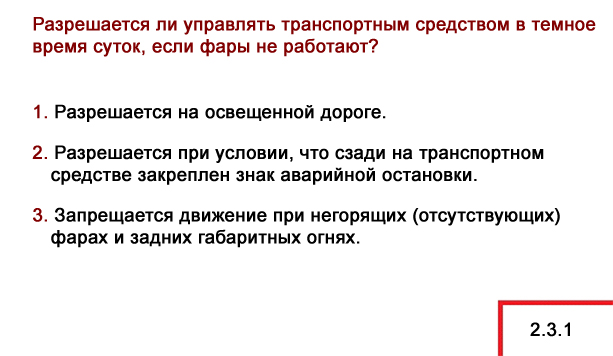 Разрешается ли управлять транспортным средством в темное
время суток, если фары не работают?
1. Разрешается на освещенной дороге.
2. Разрешается при условии, что сзади на транспортном
средстве закреплен знак аварийной остановки.
3. Запрещается движение при негорящих (отсутствующих)
фарах и задних габаритных огнях.
2.3.1